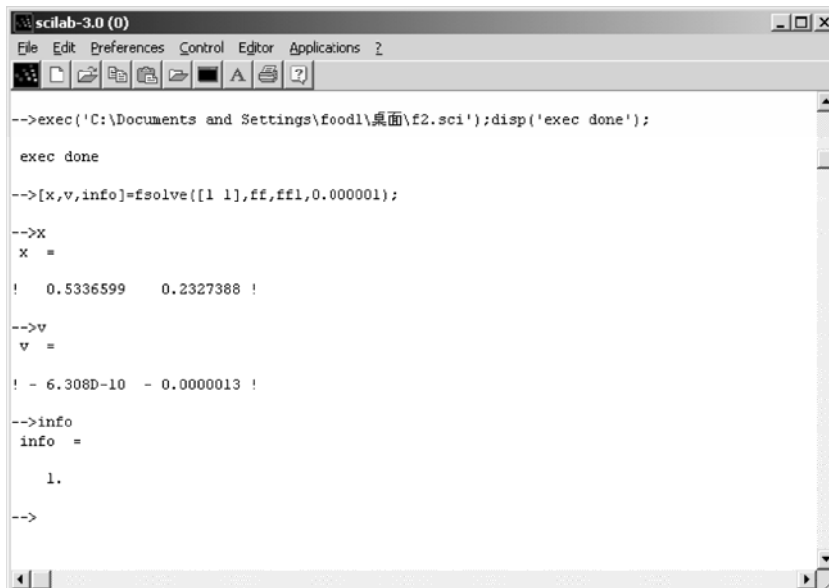 scilab-3.0 (0)
File Edit Preferences Control Editor Applications ?
A ?
-->exec('C:\Documents and Settings\foodl\桌面\f2.sci');disp('exec done');
exec done
-->[x,v,info]=fsolve([1 1],ff,ff1,0.000001);
-->x
x =
! 0.5336599 0.2327388 !
-->v
v =
! - 6.308D-10 - 0.0000013 !
-->info
info =
1.
-->